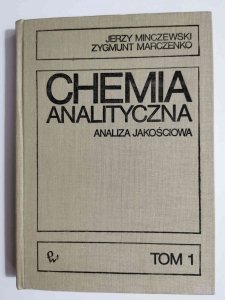 JERZY MINCZEWSKI
ZYGMUNT MARCZENKO
CHEMIA
ANALITYCZNA
ANALIZA JAKOŚCIOWA
TOM 1